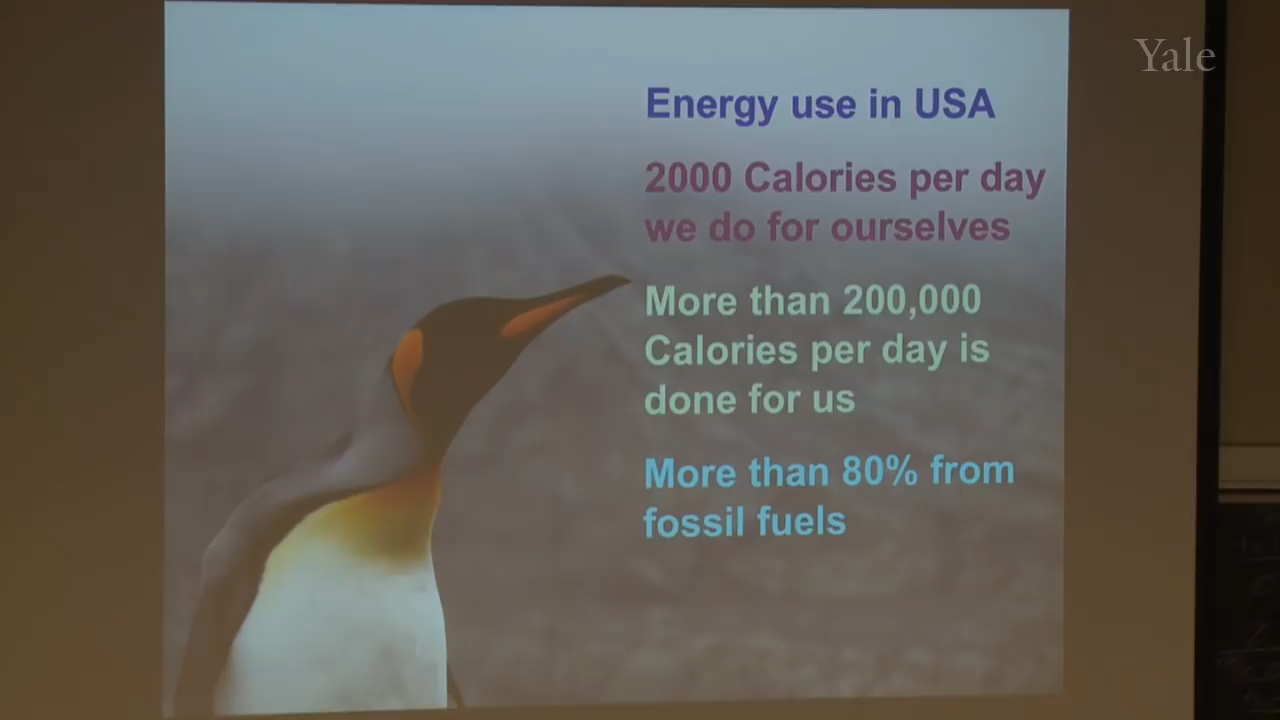 Yale
Energy use in USA
2000 Calories per day
we do for ourselves
More than 200,000
Calories per day is
done for us
More than 80% from
fossil fuels